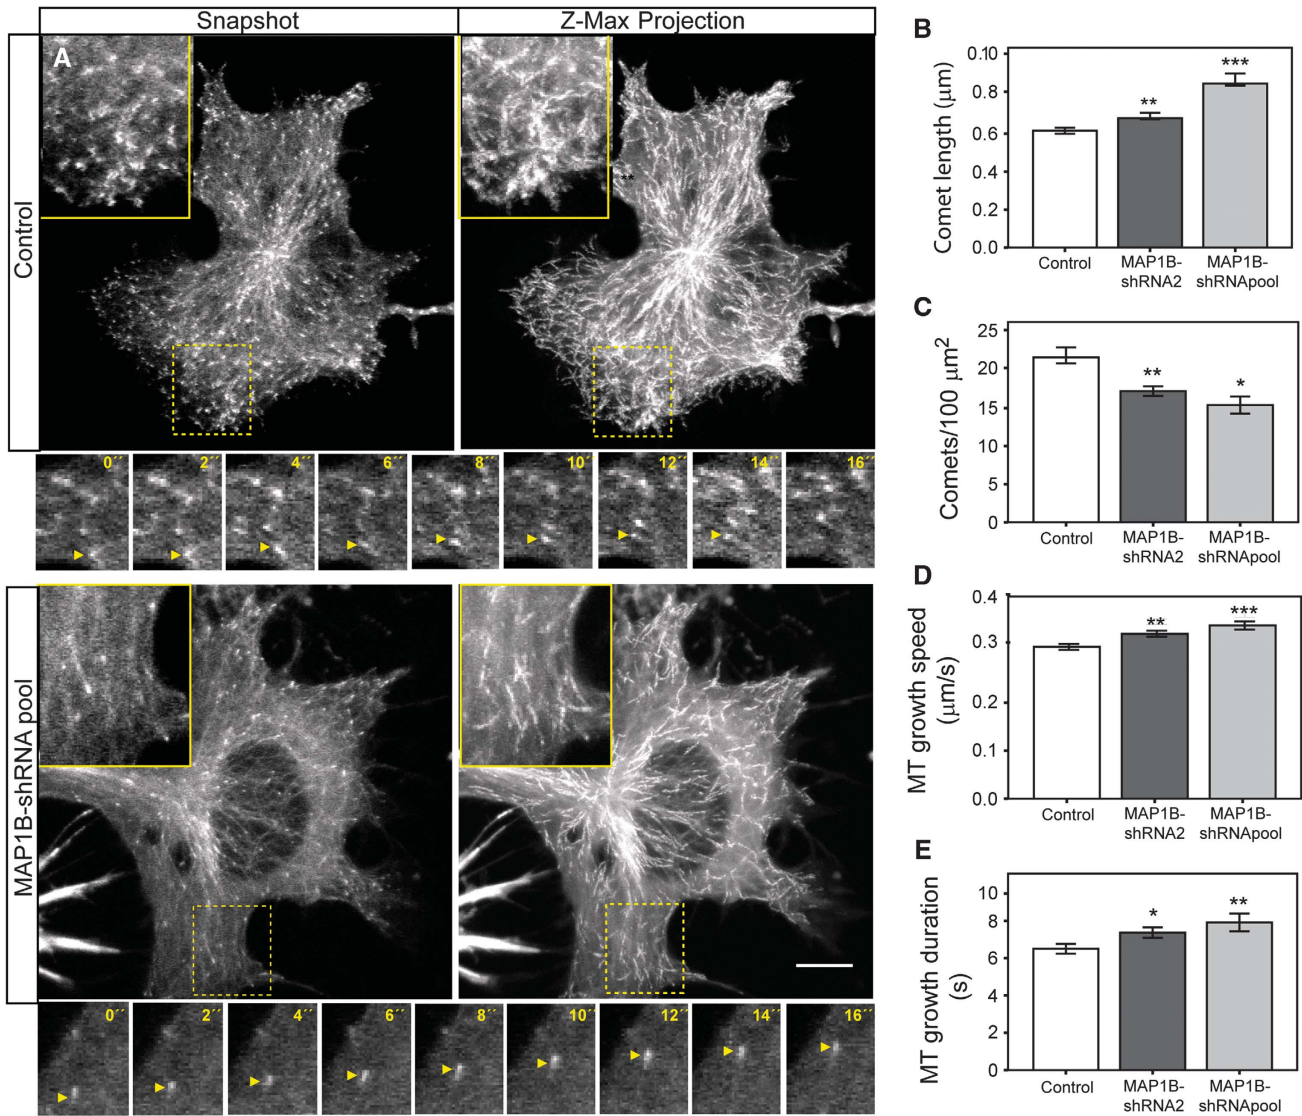 Snapshot
Z-Max Projection
A
Control
**
0´´ 2´´ 4´´ 6´´ 8´´ 10´´ 12´´ 14´´ 16´´
MAP1B-shRNA pool
0´´ 2´´ 4´´ 6´´ 8´´ 10´´ 12´´ 14´´ 16´´
B
Comet length (μm)
0.10
0.8
0.6
0.4
0.2
0.0
**
***
Control
MAP1B-
shRNA2
MAP1B-
shRNApool
C
Comets/100 μm2
25
20
15
10
5
0
**
*
Control
MAP1B-
shRNA2
MAP1B-
shRNApool
D
MT growth speed
(μm/s)
0.4
0.3
0.2
0.1
0.0
**
***
Control
MAP1B-
shRNA2
MAP1B-
shRNApool
E
MT growth duration
(s)
10
8
6
4
2
0
*
**
Control
MAP1B-
shRNA2
MAP1B-
shRNApool